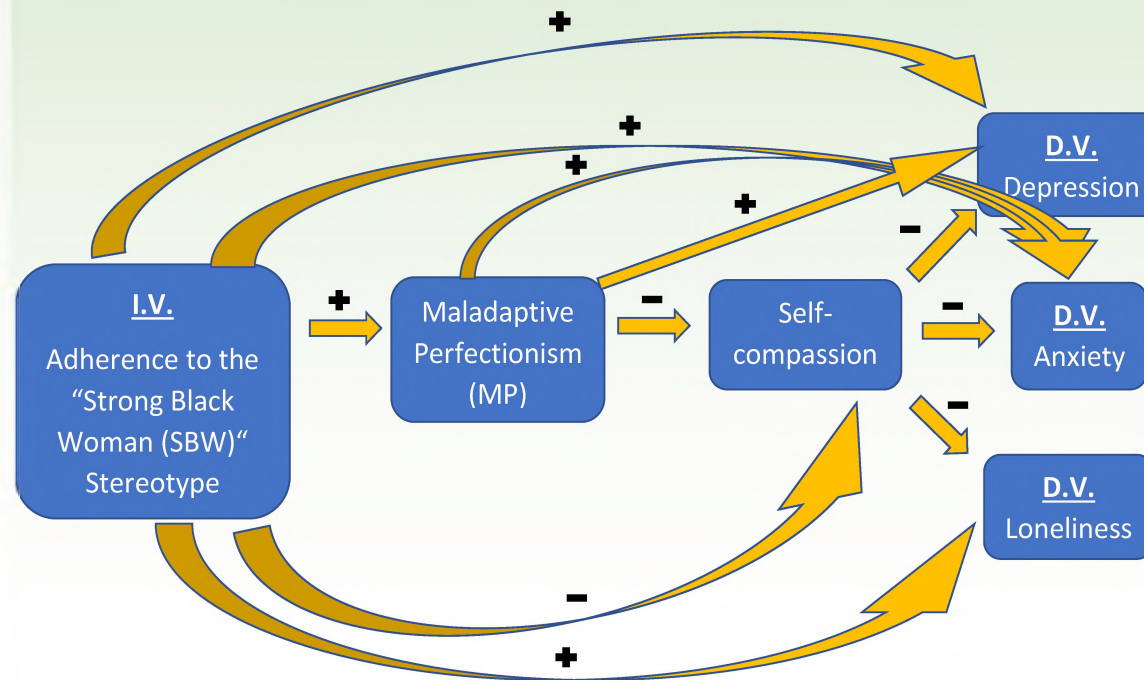 +
+
+
+
I.V.
Adherence to the
“Strong Black
Woman (SBW)“
Stereotype
+
Maladaptive
Perfectionism
(MP)
−
Self-
compassion
−
−
−
D.V.
Depression
D.V.
Anxiety
D.V.
Loneliness
−
+